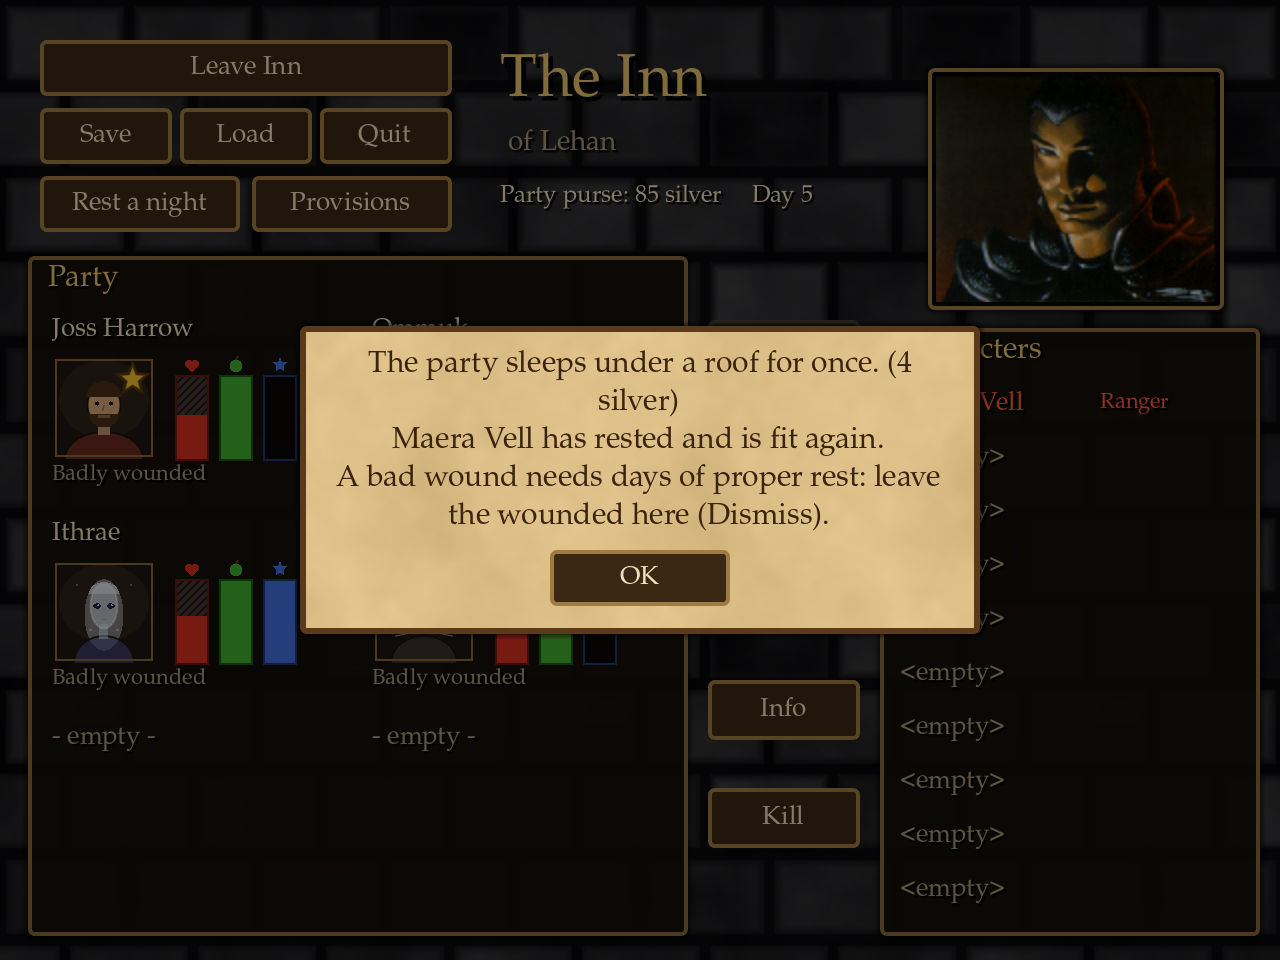 Leave Inn
Save
Load
Quit
Rest a night
Provisions
The Inn
of Lehan
Party purse: 85 silver
Day 5
Party
Joss Harrow
Badly wounded
Ithrae
Badly wounded
Badly wounded
- empty -
- empty -
The party sleeps under a roof for once. (4
silver)
Maera Vell has rested and is fit again.
A bad wound needs days of proper rest: leave
the wounded here (Dismiss).
OK
Info
Kill
Vell
Ranger
<empty>
<empty>
<empty>
<empty>
<empty>